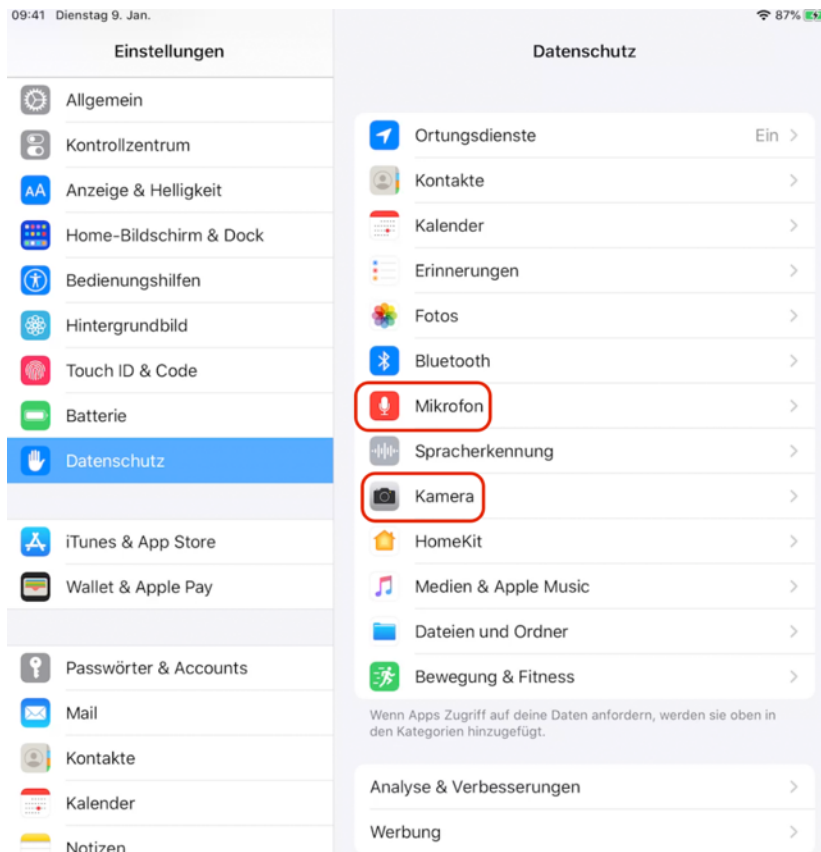 09:41 Dienstag 9. Jan.
87%
Einstellungen
Allgemein
Kontrollzentrum
AA
Anzeige & Helligkeit
Home-Bildschirm & Dock
Bedienungshilfen
Hintergrundbild
Touch ID & Code
Batterie
Datenschutz
iTunes & App Store
Wallet & Apple Pay
Passwörter & Accounts
Mail
Kontakte
Kalender
Notizen
Datenschutz
Ortungsdienste Ein
Kontakte
Kalender
Erinnerungen
Fotos
Bluetooth
Mikrofon
Spracherkennung
Kamera
HomeKit
Medien & Apple Music
Dateien und Ordner
Bewegung & Fitness
Wenn Apps Zugriff auf deine Daten anfordern, werden sie oben in
den Kategorien hinzugefügt.
Analyse & Verbesserungen
Werbung